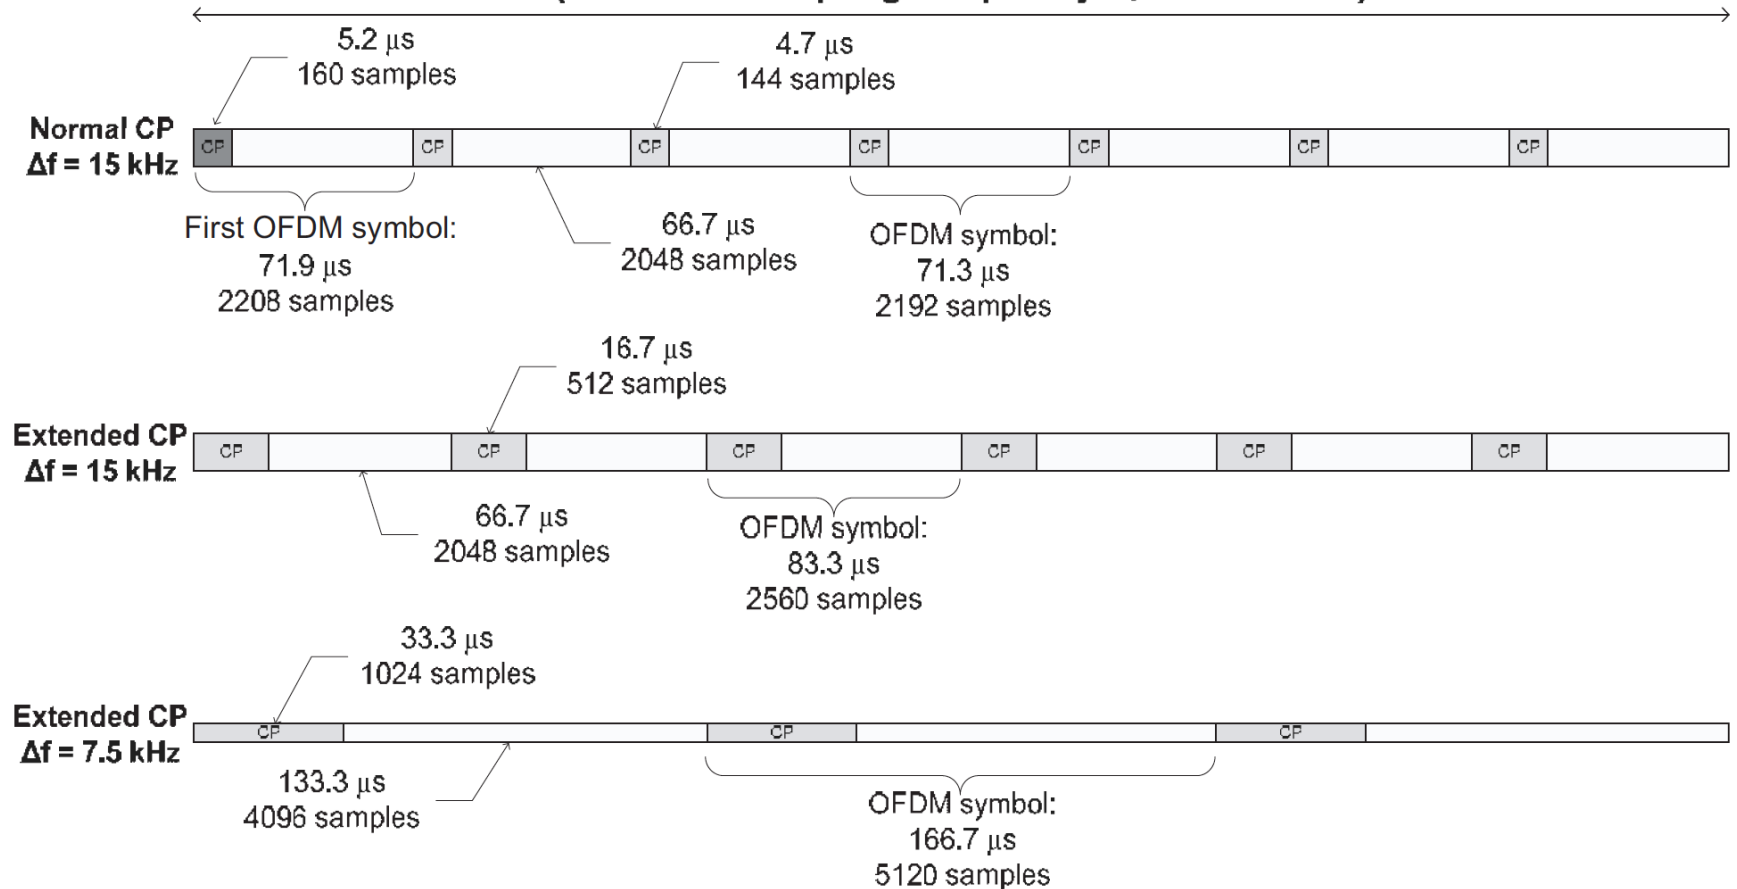 5.2 μs
160 samples
4.7 μs
144 samples
Normal CP
Δf = 15 kHz
CP
CP
CP
CP
CP
CP
CP
First OFDM symbol:
71.9 μs
2208 samples
66.7 μs
2048 samples
OFDM symbol:
71.3 μs
2192 samples
16.7 μs
512 samples
Extended CP
Δf = 15 kHz
CP
CP
CP
CP
CP
CP
66.7 μs
2048 samples
OFDM symbol:
83.3 μs
2560 samples
33.3 μs
1024 samples
Extended CP
Δf = 7.5 kHz
CP
CP
CP
133.3 μs
4096 samples
OFDM symbol:
166.7 μs
5120 samples